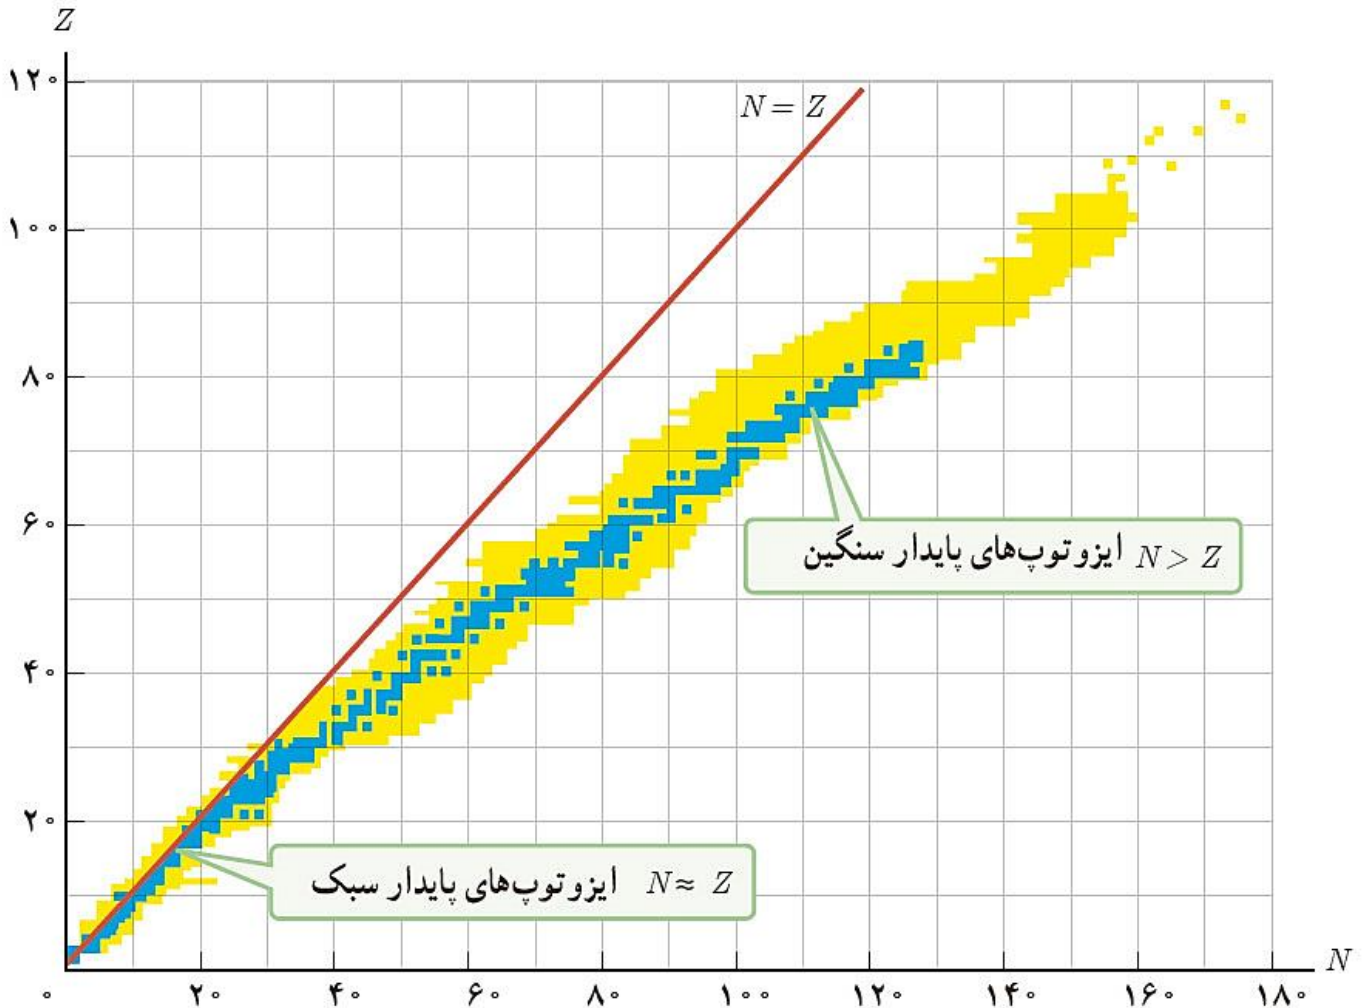 Z
۱۲۰
N = Z
۱۰۰
۸۰
۶۰
ایزوتوپ‌های پایدار سنگین N > Z
۴۰
۲۰
ایزوتوپ‌های پایدار سبک N ≈ Z
N
۰ ۲۰ ۴۰ ۶۰ ۸۰ ۱۰۰ ۱۲۰ ۱۴۰ ۱۶۰ ۱۸۰